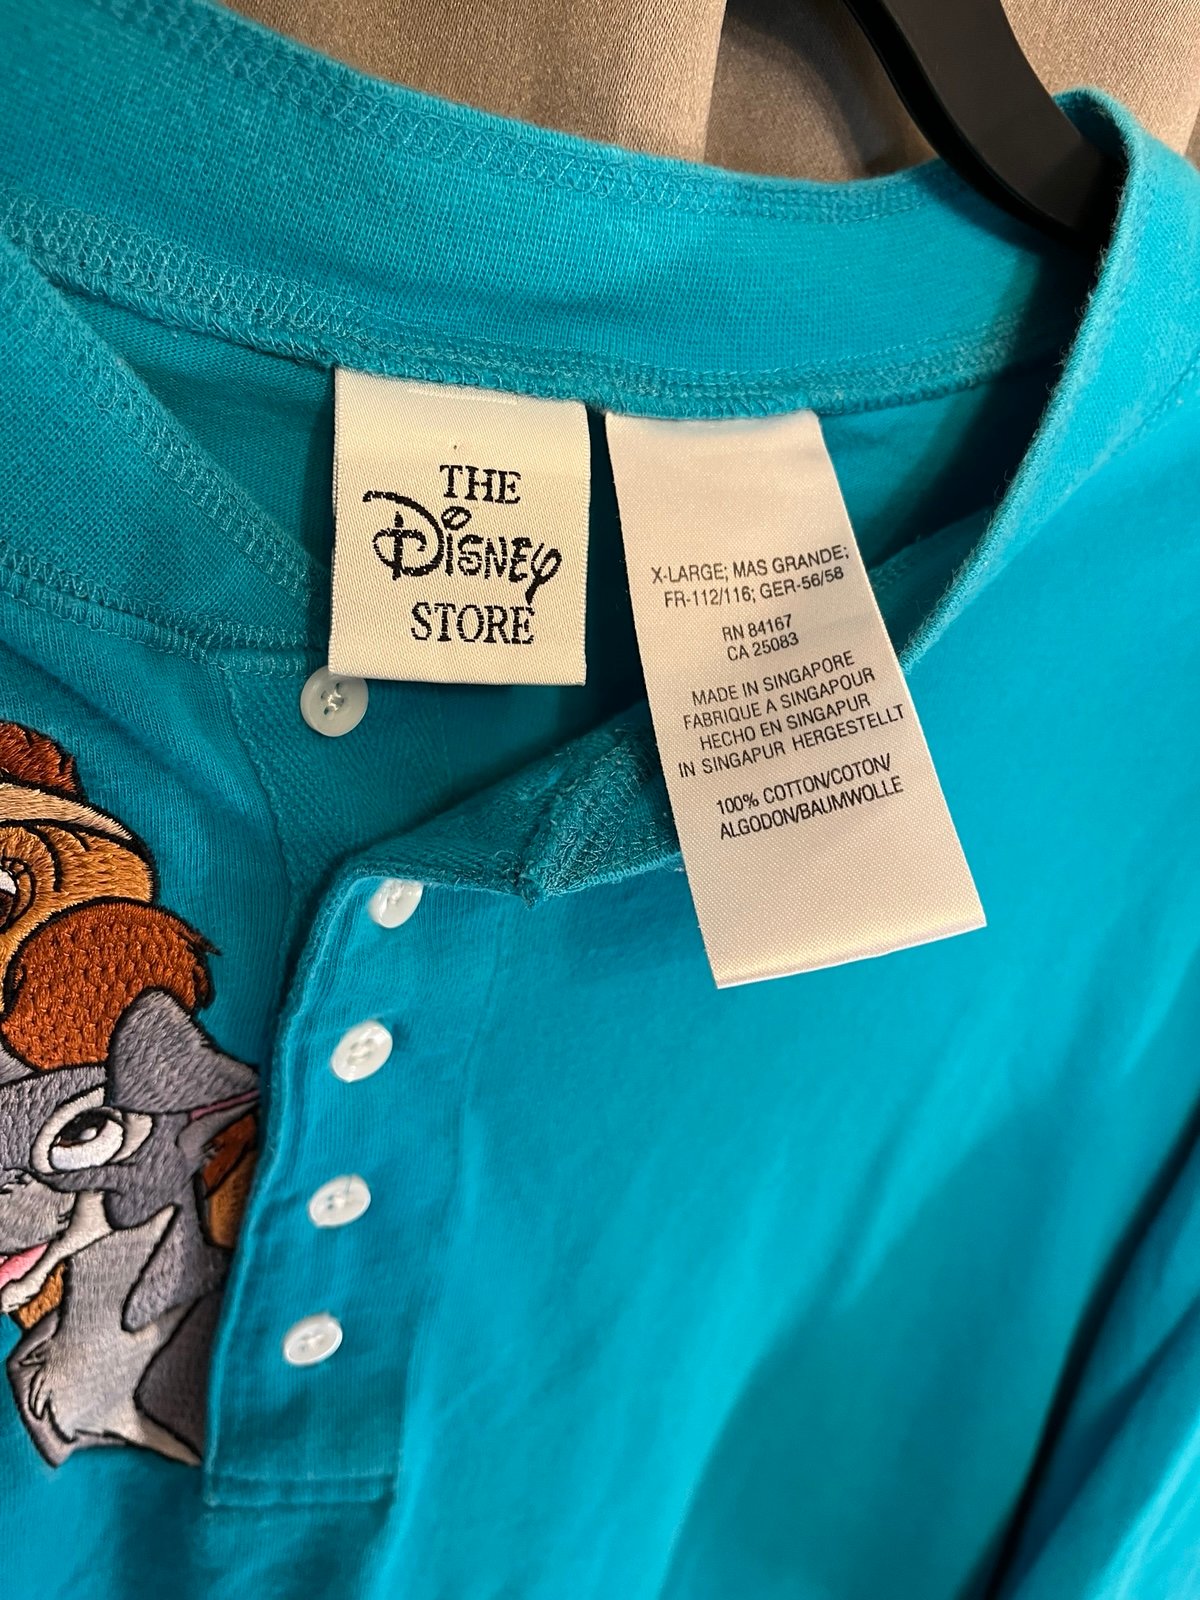 THE
Disney
STORE
X-LARGE; MAS GRANDE;
FR-112/116; GER-56/58
RN 84167
CA 25083
MADE IN SINGAPORE
FABRIQUE A SINGAPOUR
HECHO EN SINGAPUR
IN SINGAPUR HERGESTELLT
100% COTTON/COTON/
ALGODON/BAUMWOLLE